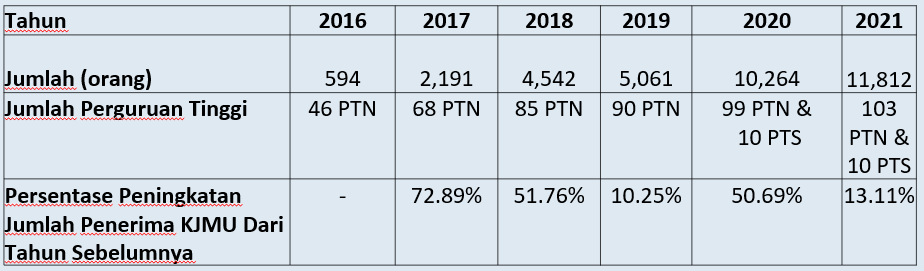 Tahun 2016 2017 2018 2019 2020 2021
Jumlah (orang) 594 2,191 4,542 5,061 10,264 11,812
Jumlah Perguruan Tinggi 46 PTN 68 PTN 85 PTN 90 PTN 99 PTN & 103
10 PTS PTN &
10 PTS
Persentase Peningkatan - 72.89% 51.76% 10.25% 50.69% 13.11%
Jumlah Penerima KJMU Dari
Tahun Sebelumnya